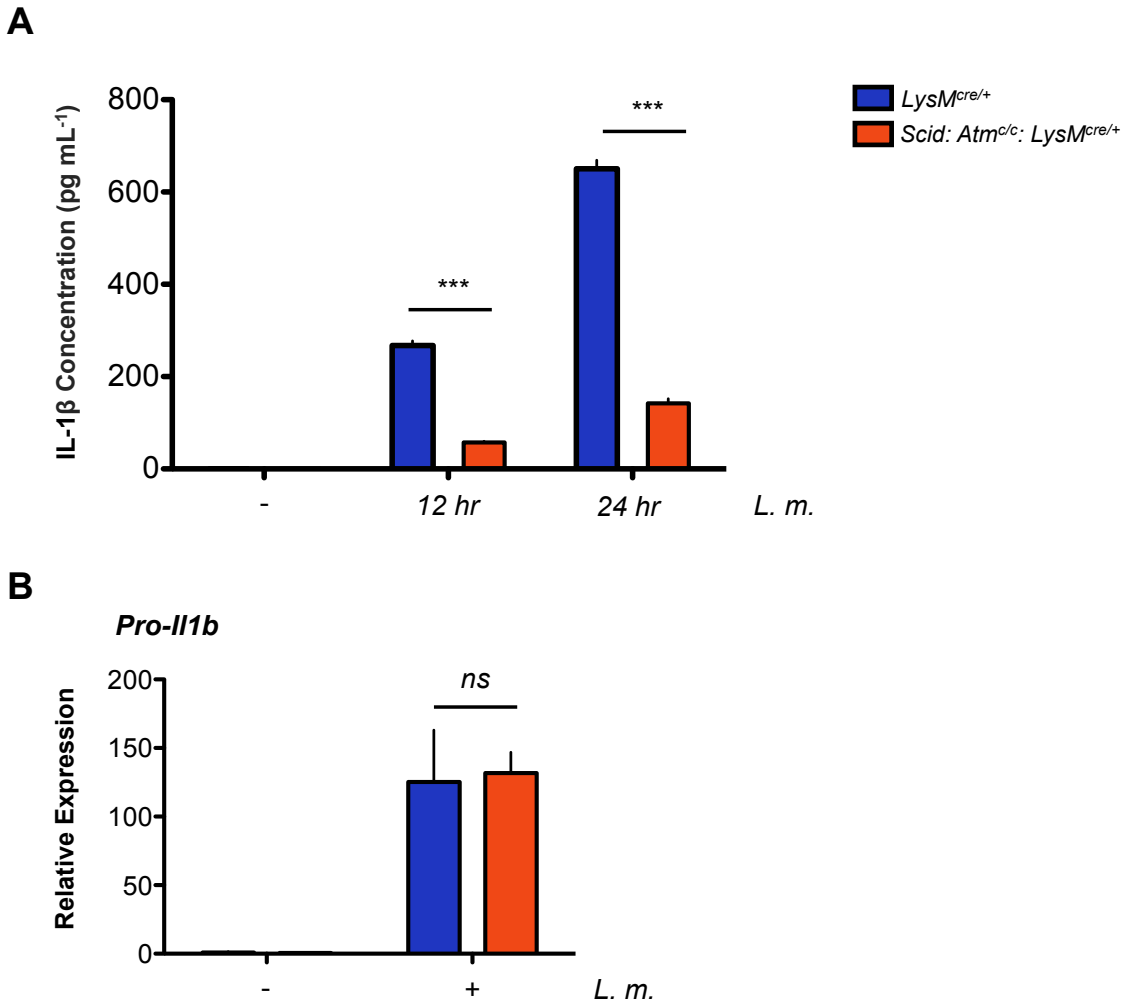 A
IL-1β Concentration (pg mL⁻¹)
800
600
400
200
0
***
***
- 12 hr 24 hr L. m.
LysMcre/+
Scid: Atmc/c: LysMcre/+
B
Pro-Il1b
Relative Expression
200
150
100
50
0
ns
- + L. m.